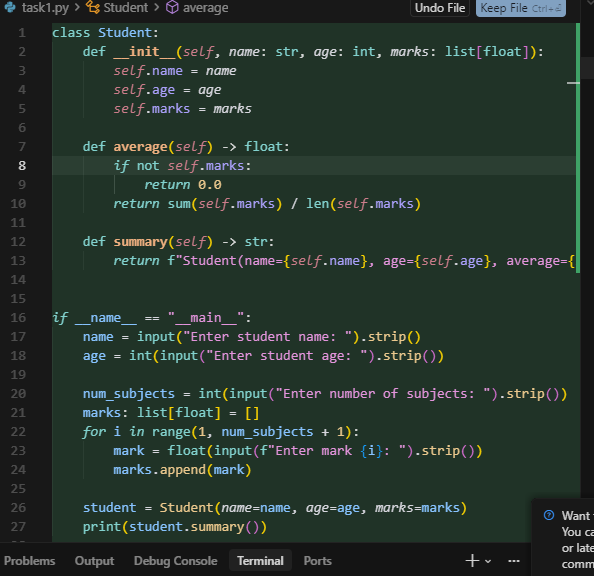 task1.py > Student > average
Undo File
Keep File Ctrl+⏎
1 class Student:
2     def __init__(self, name: str, age: int, marks: list[float]):
3         self.name = name
4         self.age = age
5         self.marks = marks
6
7     def average(self) -> float:
8         if not self.marks:
9             return 0.0
10         return sum(self.marks) / len(self.marks)
11
12     def summary(self) -> str:
13         return f"Student(name={self.name}, age={self.age}, average={
14
15
16 if __name__ == "__main__":
17     name = input("Enter student name: ").strip()
18     age = int(input("Enter student age: ").strip())
19
20     num_subjects = int(input("Enter number of subjects: ").strip())
21     marks: list[float] = []
22     for i in range(1, num_subjects + 1):
23         mark = float(input(f"Enter mark {i}: ").strip())
24         marks.append(mark)
25
26     student = Student(name=name, age=age, marks=marks)
27     print(student.summary())
Want
You ca
or late
comm
Problems Output Debug Console Terminal Ports